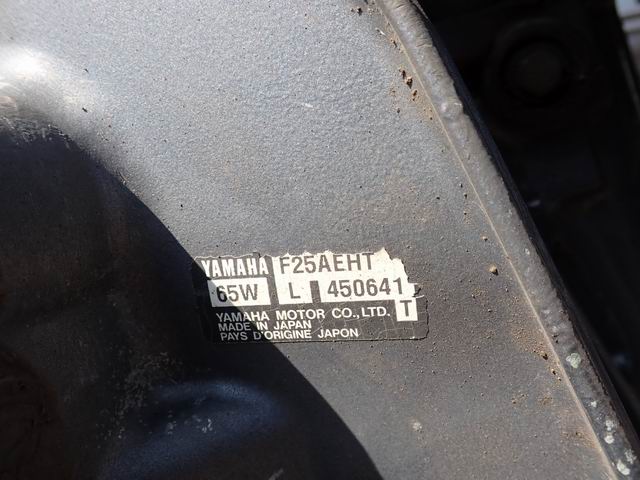 YAMAHA F25AEHT
65W L 450641
T
YAMAHA MOTOR CO., LTD.
MADE IN JAPAN
PAYS D'ORIGINE JAPON